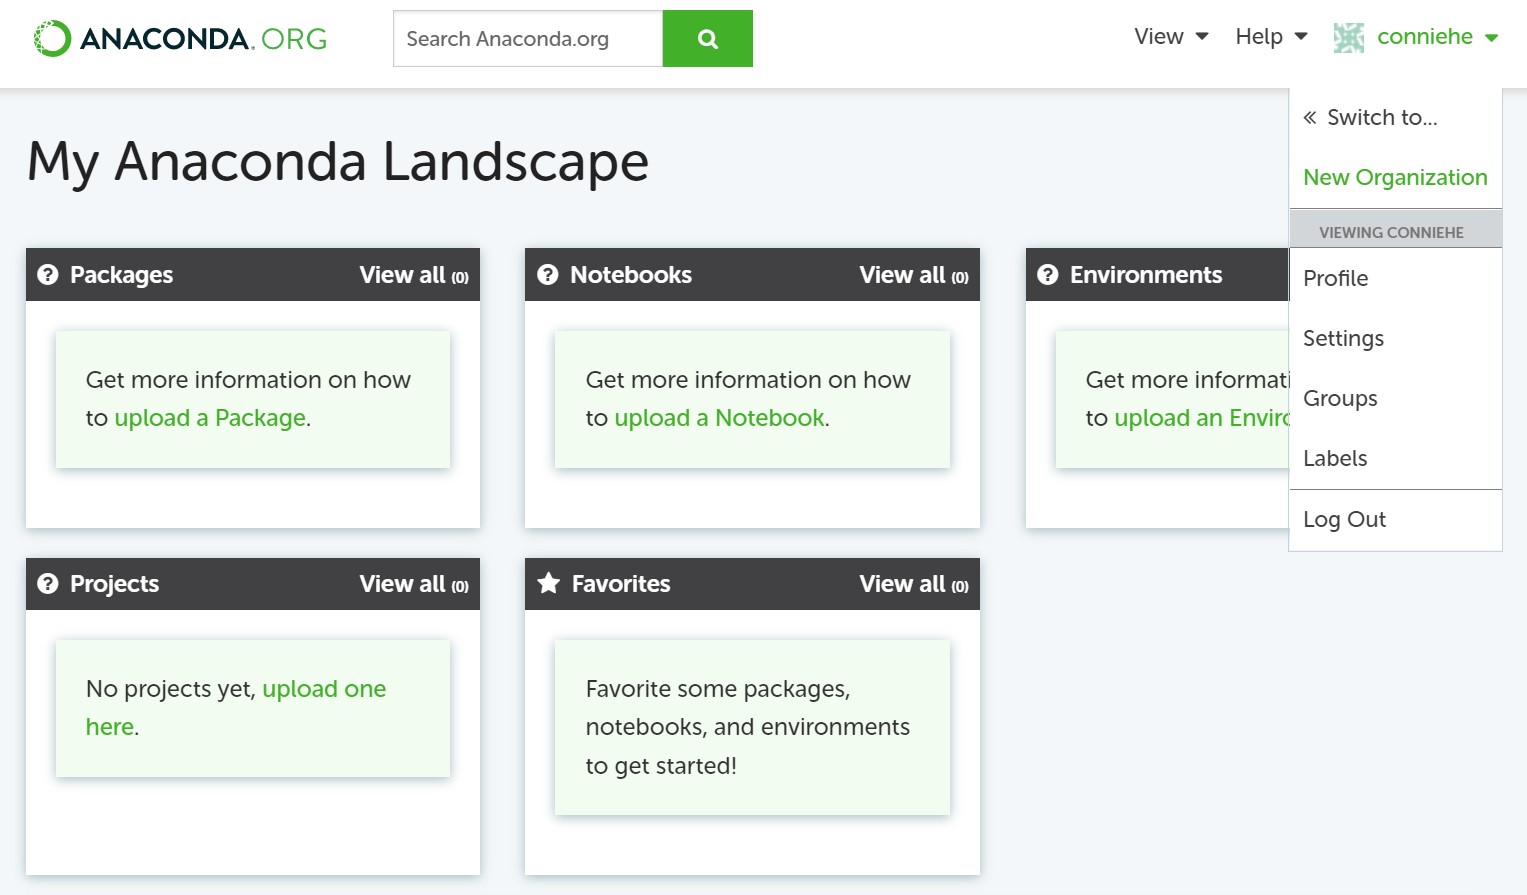 ANACONDA.ORG
Search Anaconda.org
View
Help
conniehe
« Switch to...
New Organization
VIEWING CONNIEHE
Profile
Settings
Groups
Labels
Log Out
My Anaconda Landscape
Packages View all (0)
Get more information on how
to upload a Package.
Notebooks View all (0)
Get more information on how
to upload a Notebook.
Environments
Get more informati
to upload an Enviro
Projects View all (0)
No projects yet, upload one
here.
Favorites View all (0)
Favorite some packages,
notebooks, and environments
to get started!